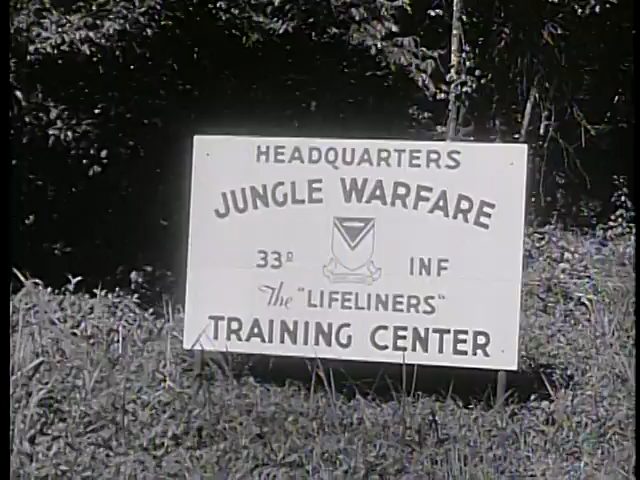 HEADQUARTERS
JUNGLE WARFARE
33D INF
The "LIFELINERS"
TRAINING CENTER